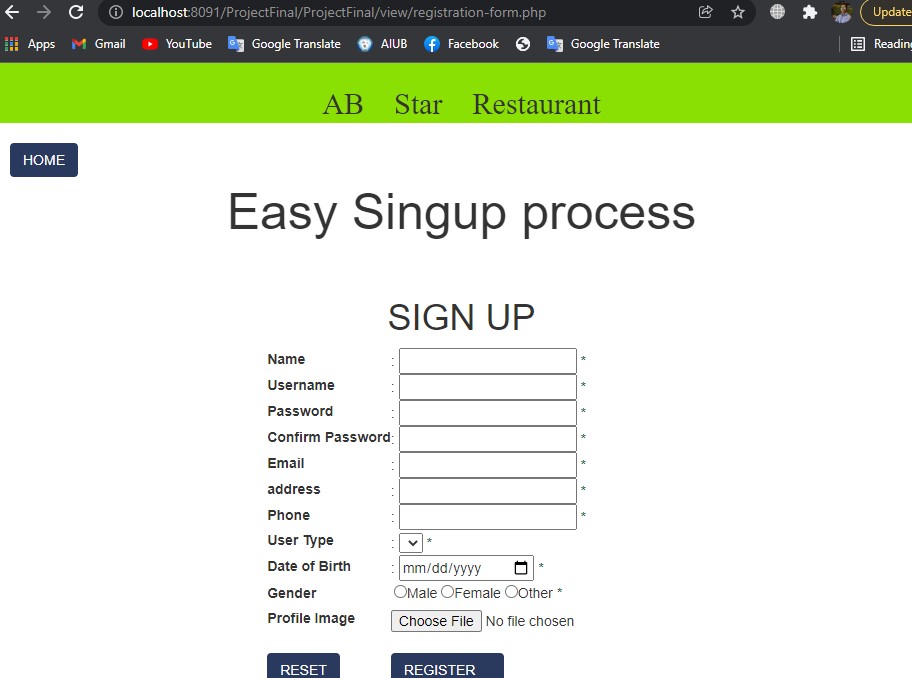 localhost:8091/ProjectFinal/ProjectFinal/view/registration-form.php Update
Apps Gmail YouTube Google Translate AIUB Facebook Google Translate Reading
AB Star Restaurant
HOME
Easy Singup process
SIGN UP
Name : *
Username : *
Password : *
Confirm Password : *
Email : *
address : *
Phone : *
User Type : *
Date of Birth : mm/dd/yyyy *
Gender Male Female Other *
Profile Image Choose File No file chosen
RESET REGISTER